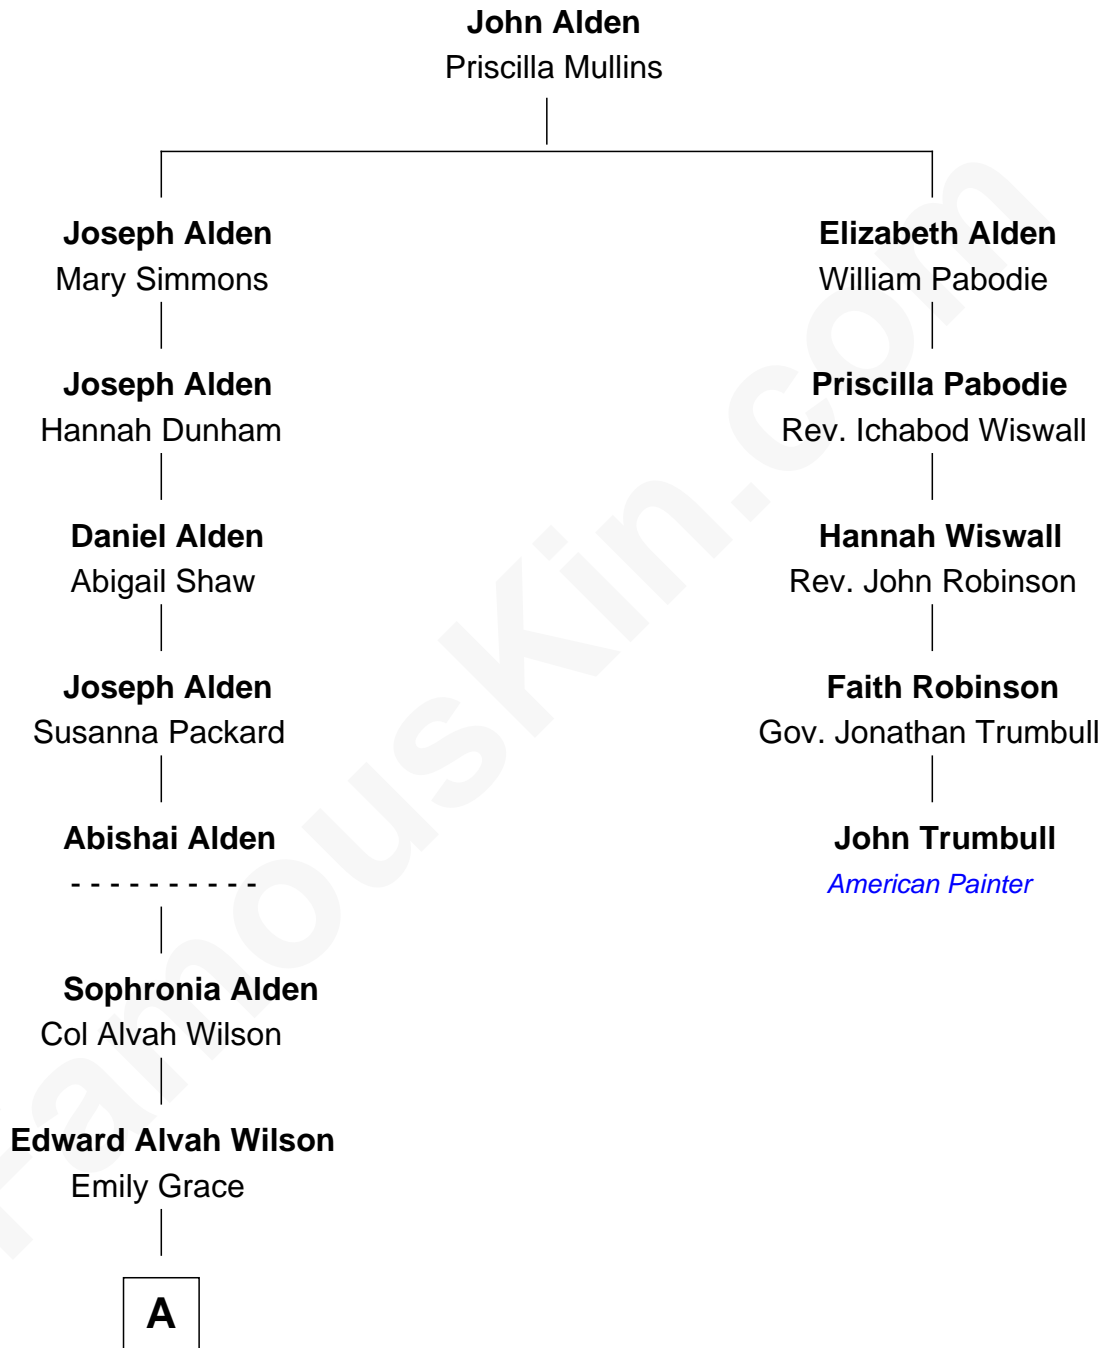 John Alden
Priscilla Mullins
Joseph Alden
Mary Simmons
Elizabeth Alden
William Pabodie
Joseph Alden
Hannah Dunham
Priscilla Pabodie
Rev. Ichabod Wiswall
Daniel Alden
Abigail Shaw
Hannah Wiswall
Rev. John Robinson
Joseph Alden
Susanna Packard
Faith Robinson
Gov. Jonathan Trumbull
Abishai Alden
- - - - - - - - - -
John Trumbull
American Painter
Sophronia Alden
Col Alvah Wilson
Edward Alvah Wilson
Emily Grace
A
FamousKin.com